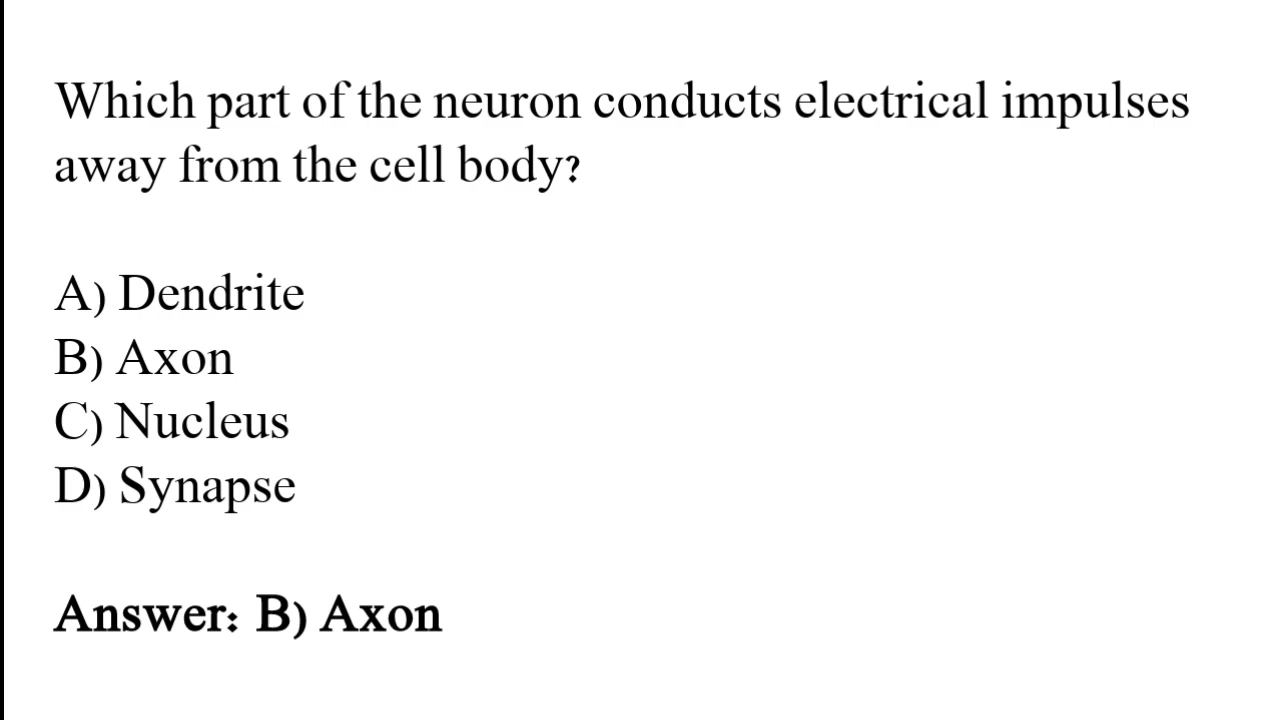 Which part of the neuron conducts electrical impulses
away from the cell body?
A) Dendrite
B) Axon
C) Nucleus
D) Synapse
Answer: B) Axon